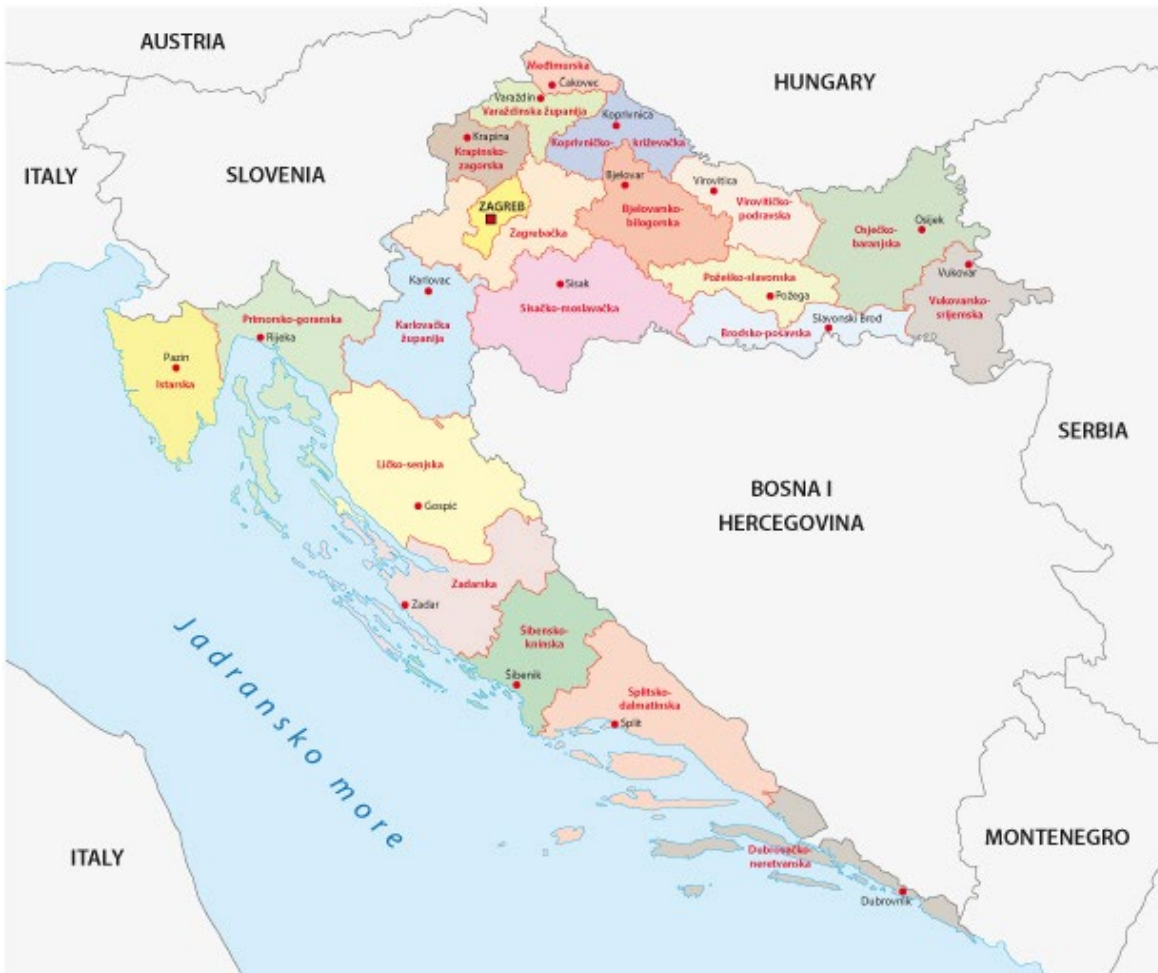 AUSTRIA
HUNGARY
ITALY
SLOVENIA
Međimurska
Čakovec
Varaždin
Varaždinska županija
Koprivnica
Koprivničko-
križevačka
Krapina
Krapinsko-
zagorska
Bjelovar
Bjelovarsko-
bilogorska
Virovitica
Virovitičko-
podravska
ZAGREB
Zagrebačka
Osječko-
baranjska
Osijek
Vukovar
Vukovarsko-
srijemska
Karlovac
Karlovačka
županija
Sisak
Sisačko-moslavačka
Požeško-slavonska
Požega
Slavonski Brod
Brodsko-posavska
Primorsko-goranska
Rijeka
Pazin
Istarska
SERBIA
Ličko-senjska
Gospić
BOSNA I
HERCEGOVINA
Zadarska
Zadar
Šibensko-
kninska
Šibenik
Splitsko-
dalmatinska
Split
Jadransko more
ITALY
MONTENEGRO
Dubrovačko-
neretvanska
Dubrovnik